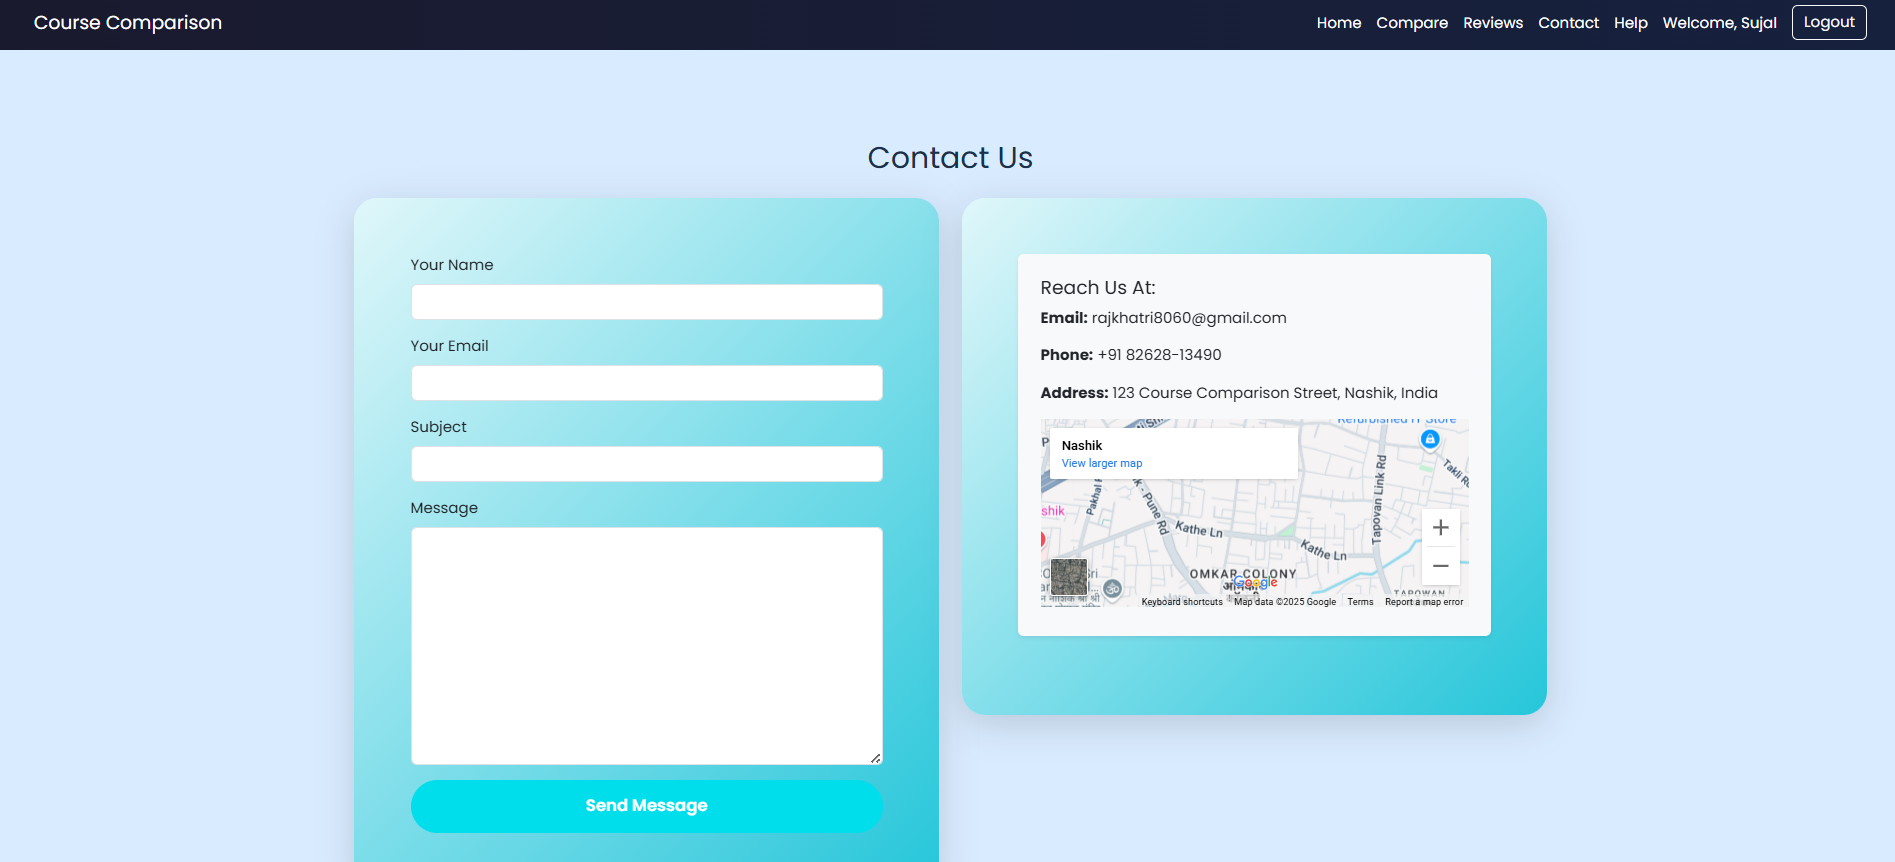 Course Comparison
Home Compare Reviews Contact Help Welcome, Sujal Logout
Contact Us
Your Name
Your Email
Subject
Message
Send Message
Reach Us At:
Email: rajkhatri8060@gmail.com
Phone: +91 82628-13490
Address: 123 Course Comparison Street, Nashik, India
Refurbished IT Store
Nashik
View larger map
Takli
Tapovan Link Rd
Pakhal
Pune Rd
shik
Kathe Ln
Kathe Ln
OMKAR COLONY
Google
TAPOWAN
Keyboard shortcuts
Map data ©2025 Google
Terms
Report a map error